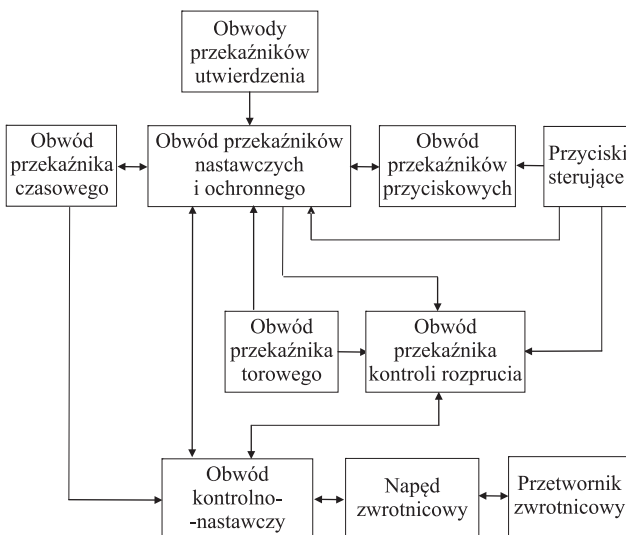 Obwody
przekaźników
utwierdzenia
Obwód
przekaźnika
czasowego
Obwód przekaźników
nastawczych
i ochronnego
Obwód
przekaźników
przyciskowych
Przyciski
sterujące
Obwód
przekaźnika
torowego
Obwód
przekaźnika
kontroli rozprucia
Obwód
kontrolno-
-nastawczy
Napęd
zwrotnicowy
Przetwornik
zwrotnicowy